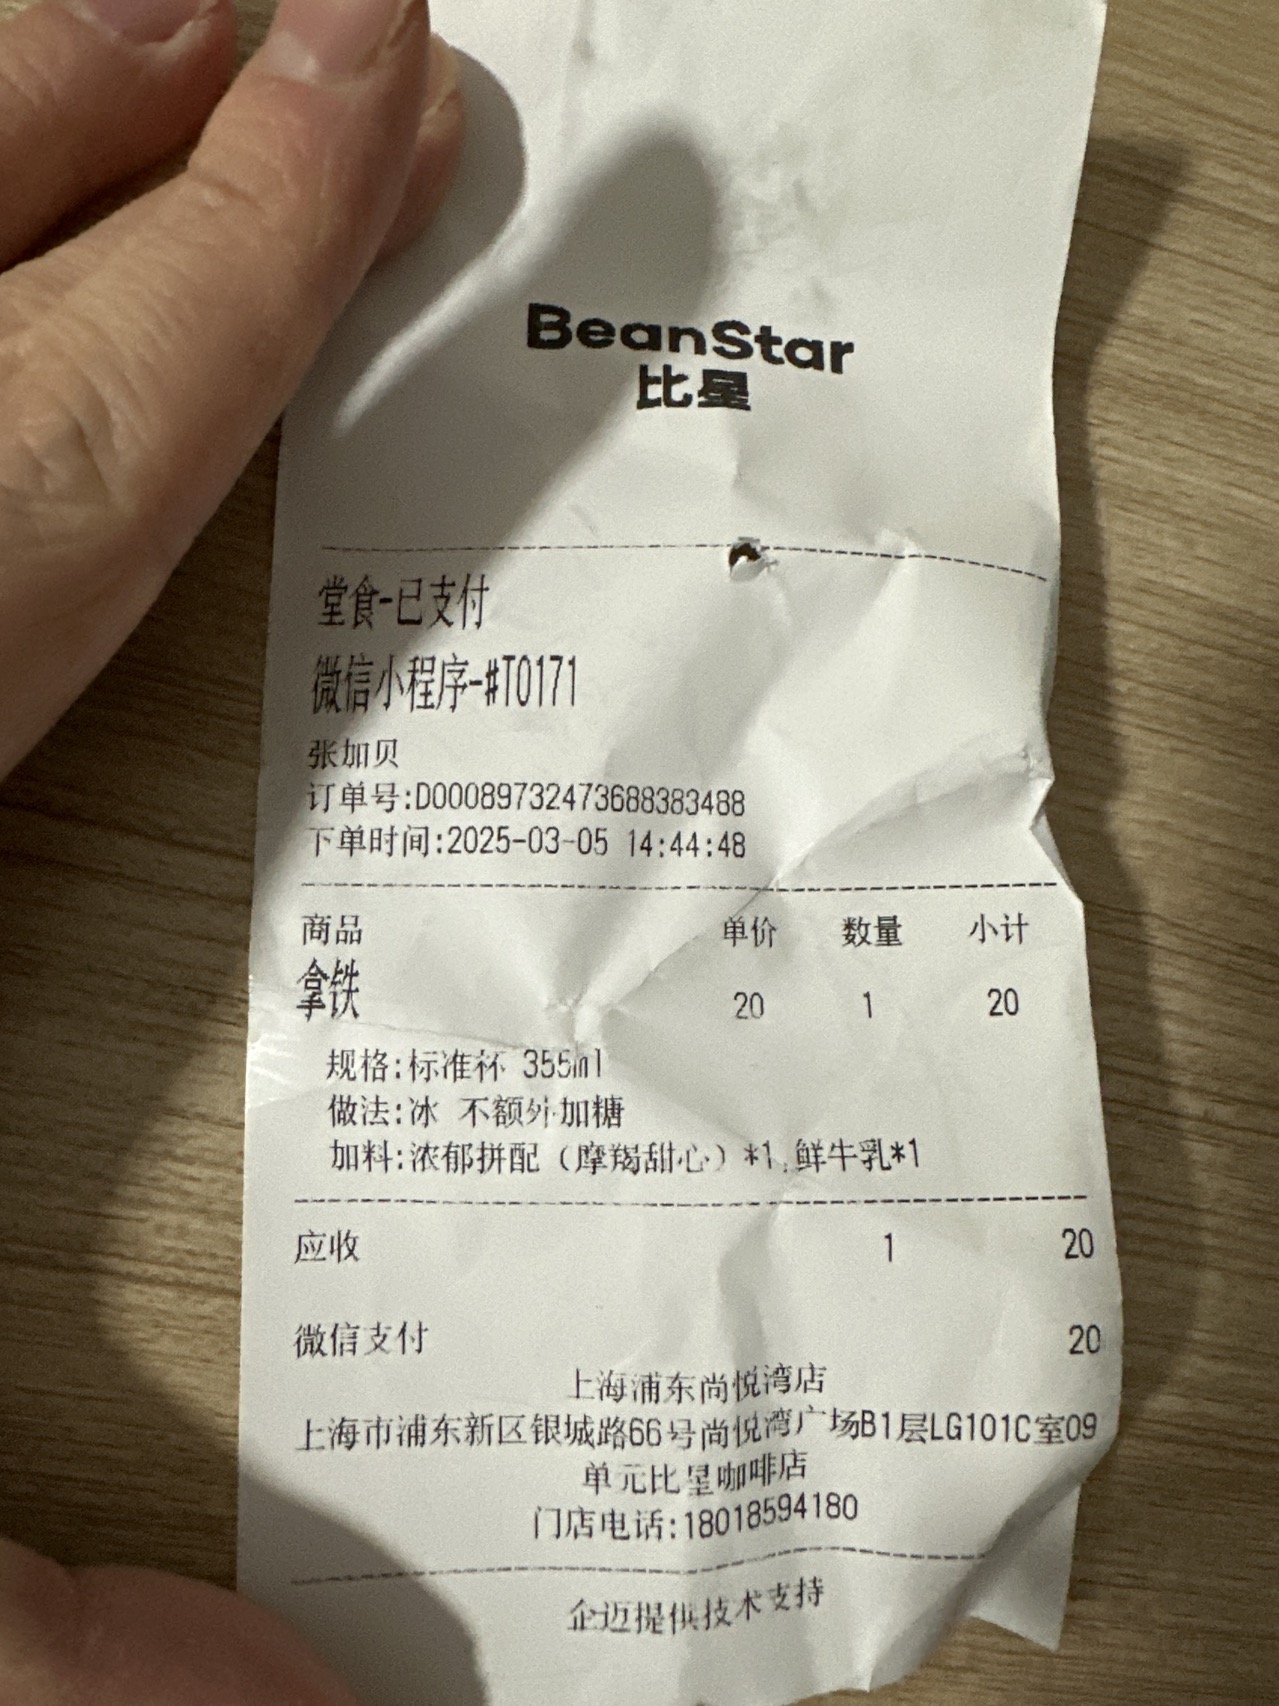 BeanStar
比星
堂食-已支付
微信小程序-#T0171
张加贝
订单号:D000897324736883834​88
下单时间:2025-03-05 14:44:48
商品 单价 数量 小计
拿铁 20 1 20
规格:标准杯 355ml
做法:冰 不额外加糖
加料:浓郁拼配（摩羯甜心）*1,鲜牛乳*1
应收 1 20
微信支付 20
上海浦东尚悦湾店
上海市浦东新区银城路66号尚悦湾广场B1层LG101C室09
单元比星咖啡店
门店电话:18018594180
企迈提供技术支持